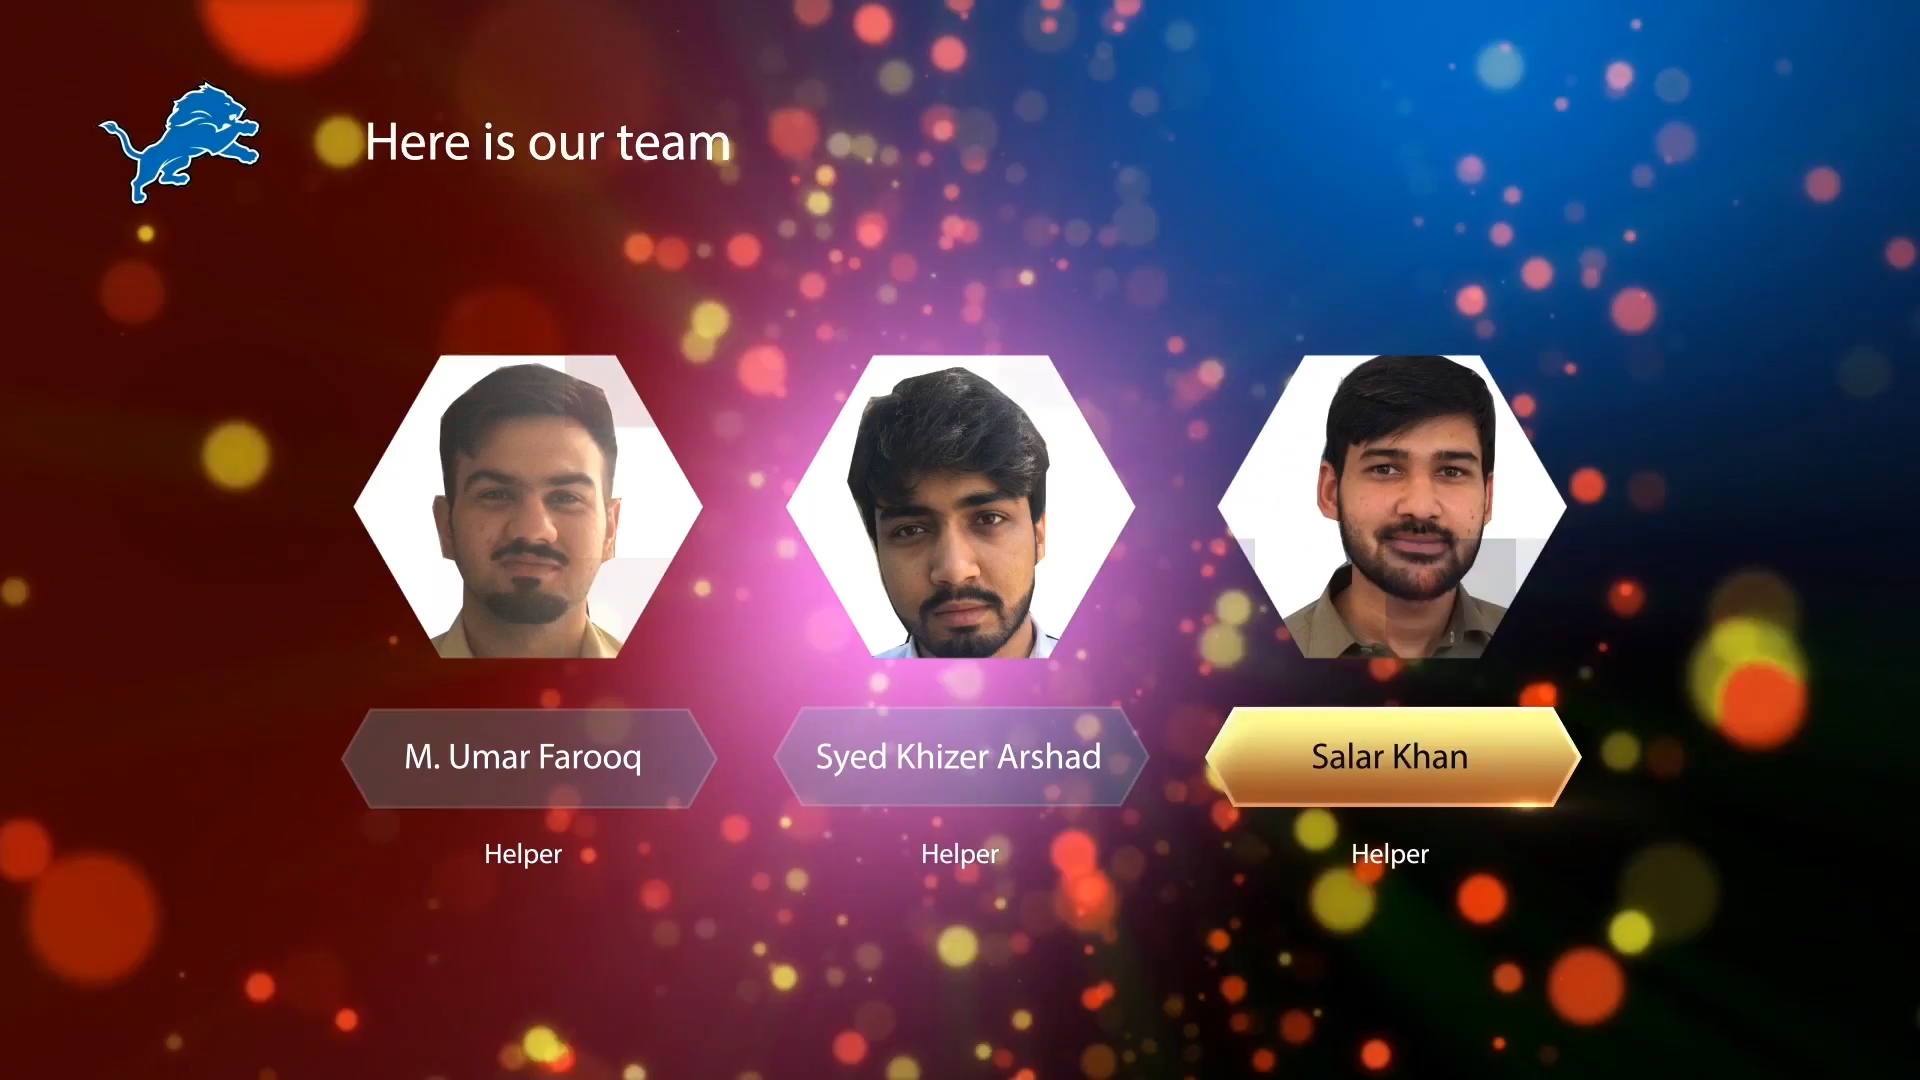 Here is our team
M. Umar Farooq
Syed Khizer Arshad
Salar Khan
Helper
Helper
Helper